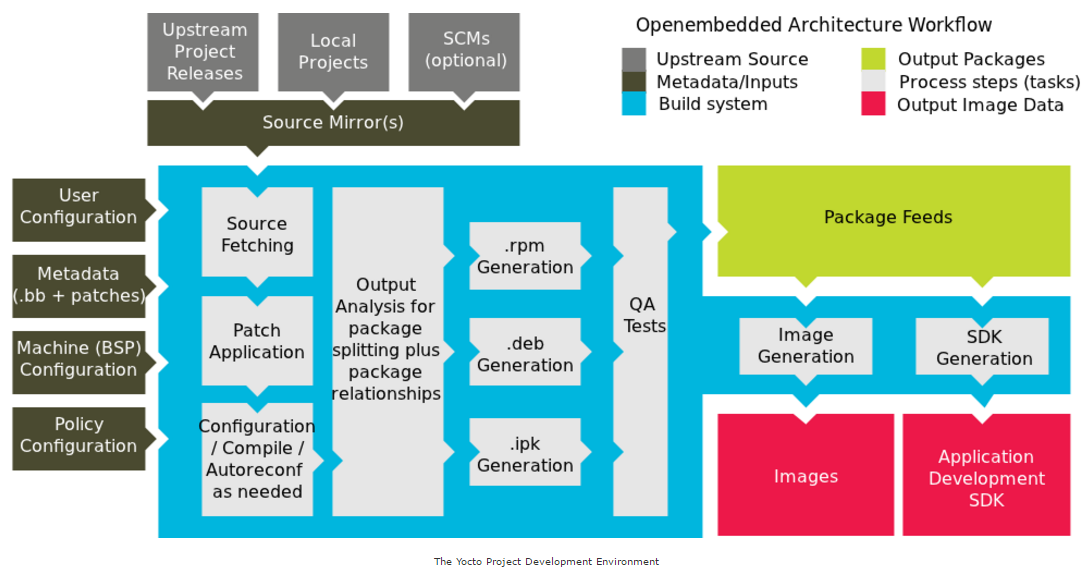 Openembedded Architecture Workflow
Upstream Source
Metadata/Inputs
Build system
Output Packages
Process steps (tasks)
Output Image Data
Upstream
Project
Releases
Local
Projects
SCMs
(optional)
Source Mirror(s)
User
Configuration
Metadata
(.bb + patches)
Machine (BSP)
Configuration
Policy
Configuration
Source
Fetching
Patch
Application
Configuration
/ Compile /
Autoreconf
as needed
Output
Analysis for
package
splitting plus
package
relationships
.rpm
Generation
.deb
Generation
.ipk
Generation
QA
Tests
Package Feeds
Image
Generation
SDK
Generation
Images
Application
Development
SDK
The Yocto Project Development Environment